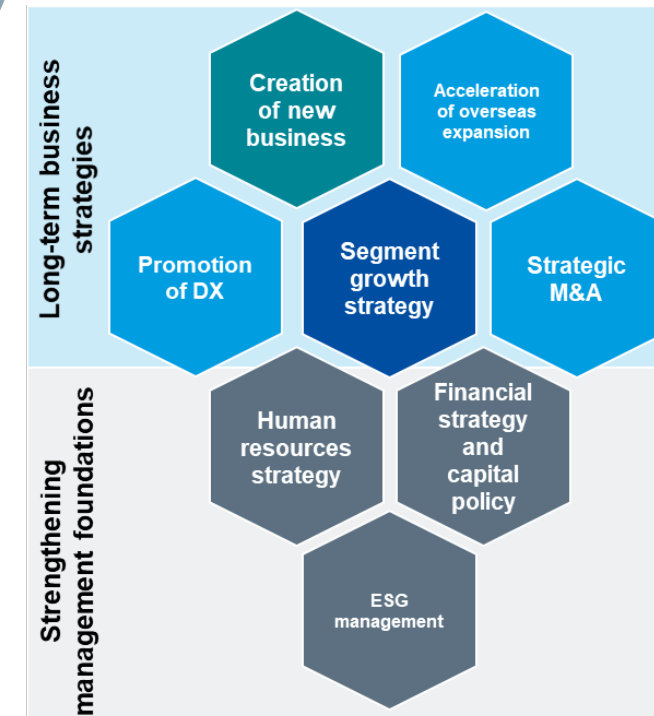 Long-term business
strategies
Creation
of new
business
Acceleration
of overseas
expansion
Promotion
of DX
Segment
growth
strategy
Strategic
M&A
Strengthening
management foundations
Human
resources
strategy
Financial
strategy
and
capital
policy
ESG
management